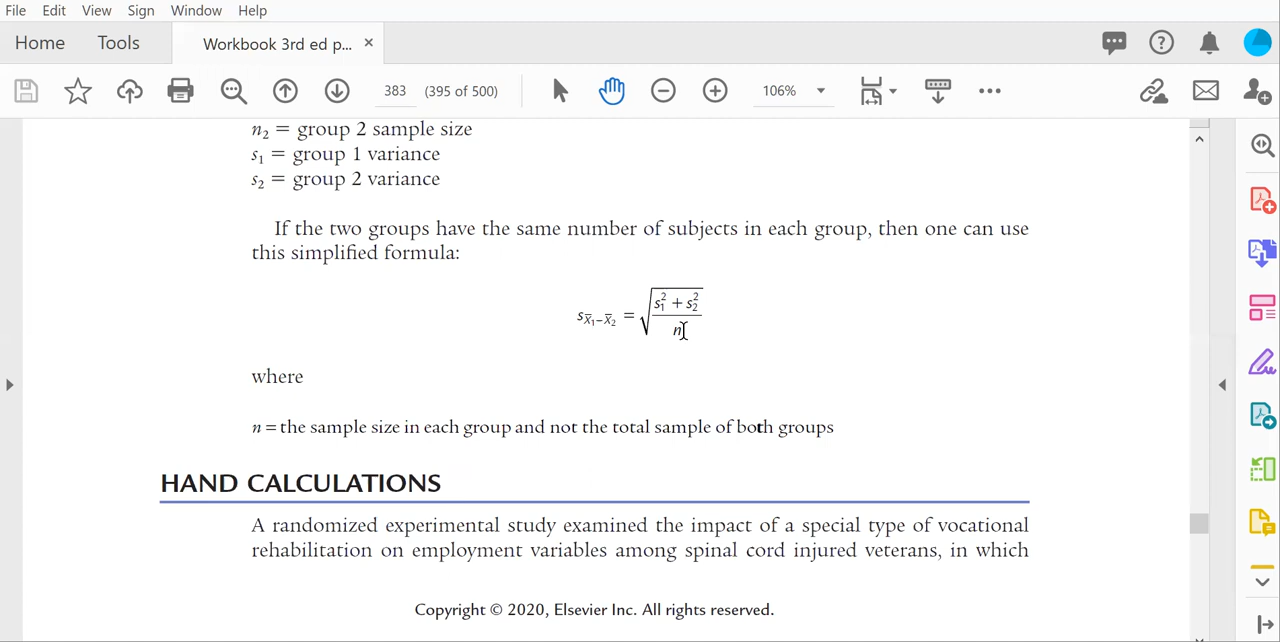 File Edit View Sign Window Help
Home Tools Workbook 3rd ed p... ×
383 (395 of 500) 106%
n₂ = group 2 sample size
s₁ = group 1 variance
s₂ = group 2 variance
If the two groups have the same number of subjects in each group, then one can use
this simplified formula:
s_{X̄₁−X̄₂} = √((s₁² + s₂²)/n)
where
n = the sample size in each group and not the total sample of both groups
HAND CALCULATIONS
A randomized experimental study examined the impact of a special type of vocational
rehabilitation on employment variables among spinal cord injured veterans, in which
Copyright © 2020, Elsevier Inc. All rights reserved.